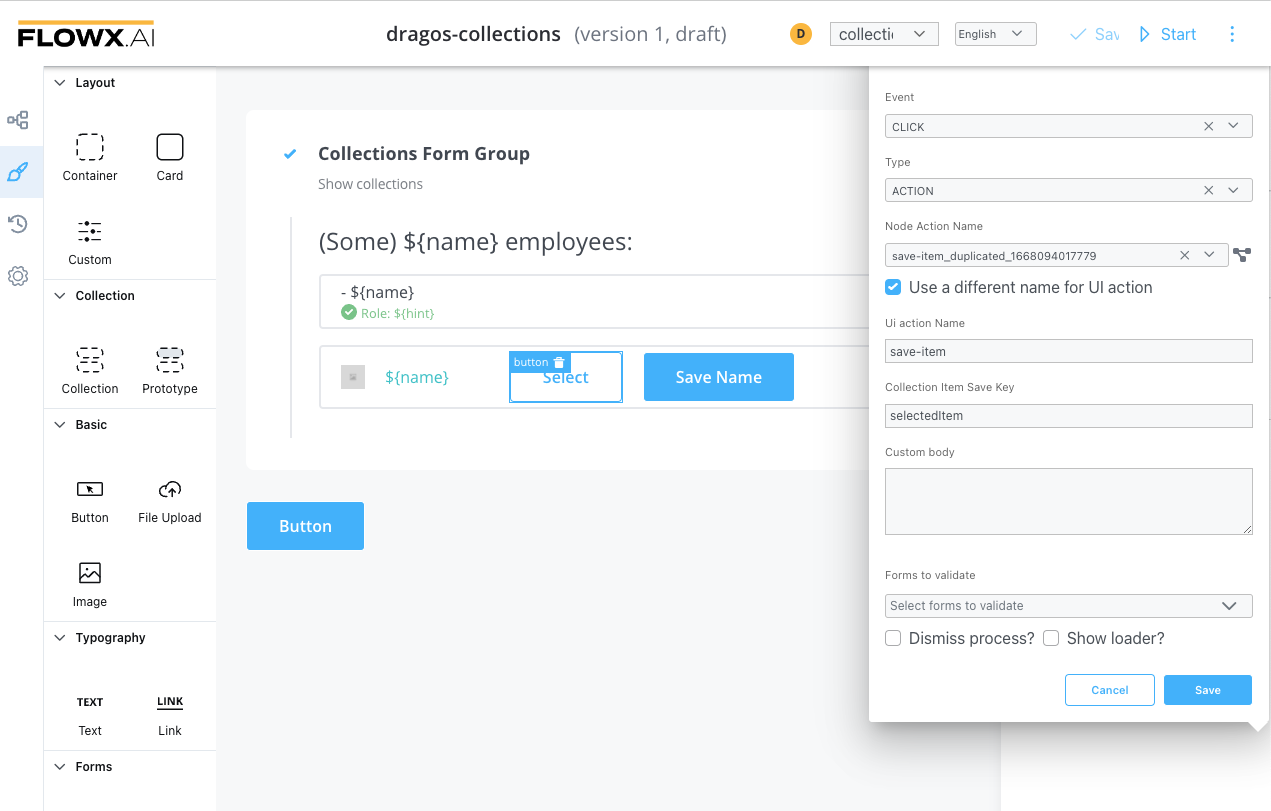 FLOWX.AI
dragos-collections (version 1, draft)
D
collecti
English
Sav
Start
Layout
Container
Card
Custom
Collection
Collection
Prototype
Basic
Button
File Upload
Image
Typography
TEXT
LINK
Text
Link
Forms
Collections Form Group
Show collections
(Some) ${name} employees:
- ${name}
Role: ${hint}
${name}
button
Select
Save Name
Button
Event
CLICK
Type
ACTION
Node Action Name
save-item_duplicated_1668094017779
Use a different name for UI action
Ui action Name
save-item
Collection Item Save Key
selectedItem
Custom body
Forms to validate
Select forms to validate
Dismiss process?
Show loader?
Cancel
Save